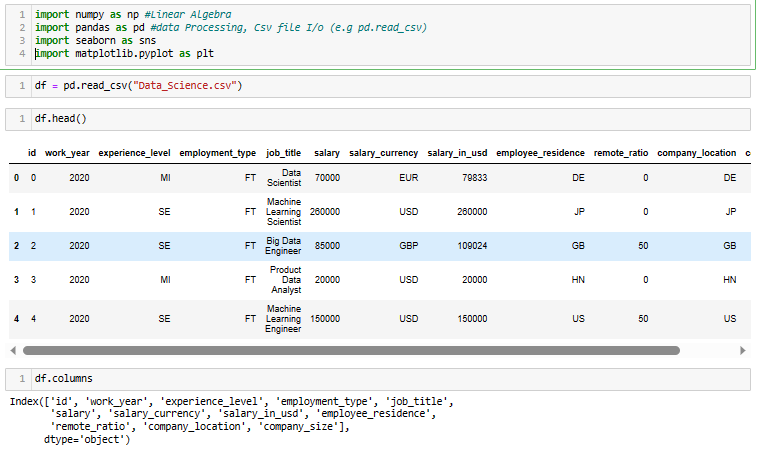 1 import numpy as np #Linear Algebra
2 import pandas as pd #data Processing, Csv file I/o (e.g pd.read_csv)
3 import seaborn as sns
4 import matplotlib.pyplot as plt
1 df = pd.read_csv("Data_Science.csv")
1 df.head()
id work_year experience_level employment_type job_title salary salary_currency salary_in_usd employee_residence remote_ratio company_location c
0 0 2020 MI FT Data Scientist 70000 EUR 79833 DE 0 DE
1 1 2020 SE FT Machine Learning Scientist 260000 USD 260000 JP 0 JP
2 2 2020 SE FT Big Data Engineer 85000 GBP 109024 GB 50 GB
3 3 2020 MI FT Product Data Analyst 20000 USD 20000 HN 0 HN
4 4 2020 SE FT Machine Learning Engineer 150000 USD 150000 US 50 US
1 df.columns
Index(['id', 'work_year', 'experience_level', 'employment_type', 'job_title',
'salary', 'salary_currency', 'salary_in_usd', 'employee_residence',
'remote_ratio', 'company_location', 'company_size'],
dtype='object')